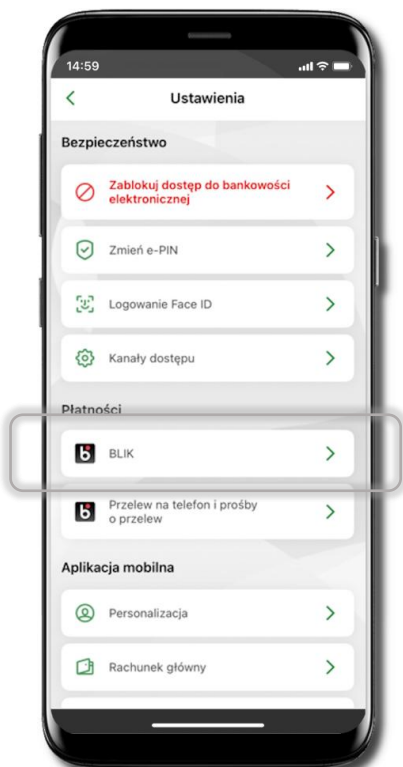 14:59
Ustawienia
Bezpieczeństwo
Zablokuj dostęp do bankowości
elektronicznej
Zmień e-PIN
Logowanie Face ID
Kanały dostępu
Płatności
BLIK
Przelew na telefon i prośby
o przelew
Aplikacja mobilna
Personalizacja
Rachunek główny